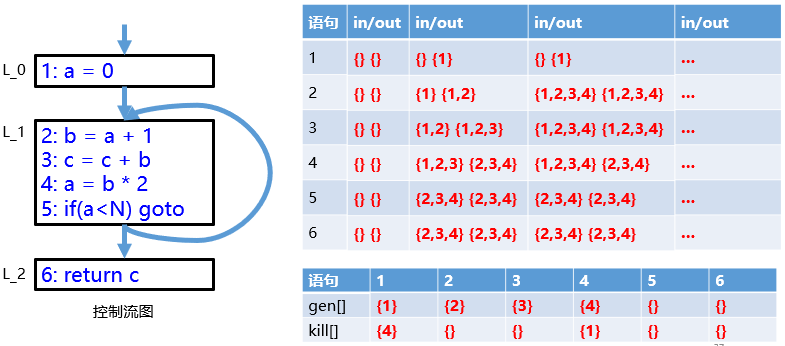 L_0
1: a = 0
L_1
2: b = a + 1
3: c = c + b
4: a = b * 2
5: if(a<N) goto
L_2
6: return c
控制流图
语句 in/out in/out in/out in/out
1 {} {} {} {1} {} {1} ...
2 {} {} {1} {1,2} {1,2,3,4} {1,2,3,4} ...
3 {} {} {1,2} {1,2,3} {1,2,3,4} {1,2,3,4} ...
4 {} {} {1,2,3} {2,3,4} {1,2,3,4} {2,3,4} ...
5 {} {} {2,3,4} {2,3,4} {2,3,4} {2,3,4} ...
6 {} {} {2,3,4} {2,3,4} {2,3,4} {2,3,4} ...
语句 1 2 3 4 5 6
gen[] {1} {2} {3} {4} {} {}
kill[] {4} {} {} {1} {} {}